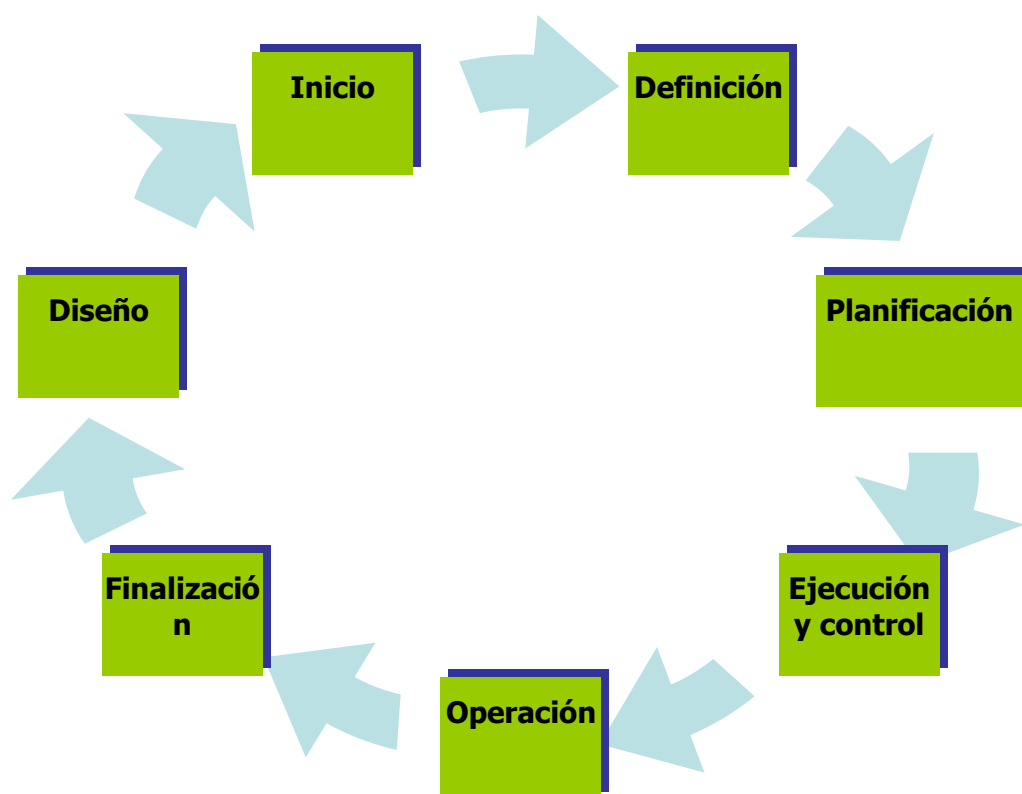 Inicio
Definición
Planificación
Ejecución
y control
Operación
Finalizació
n
Diseño